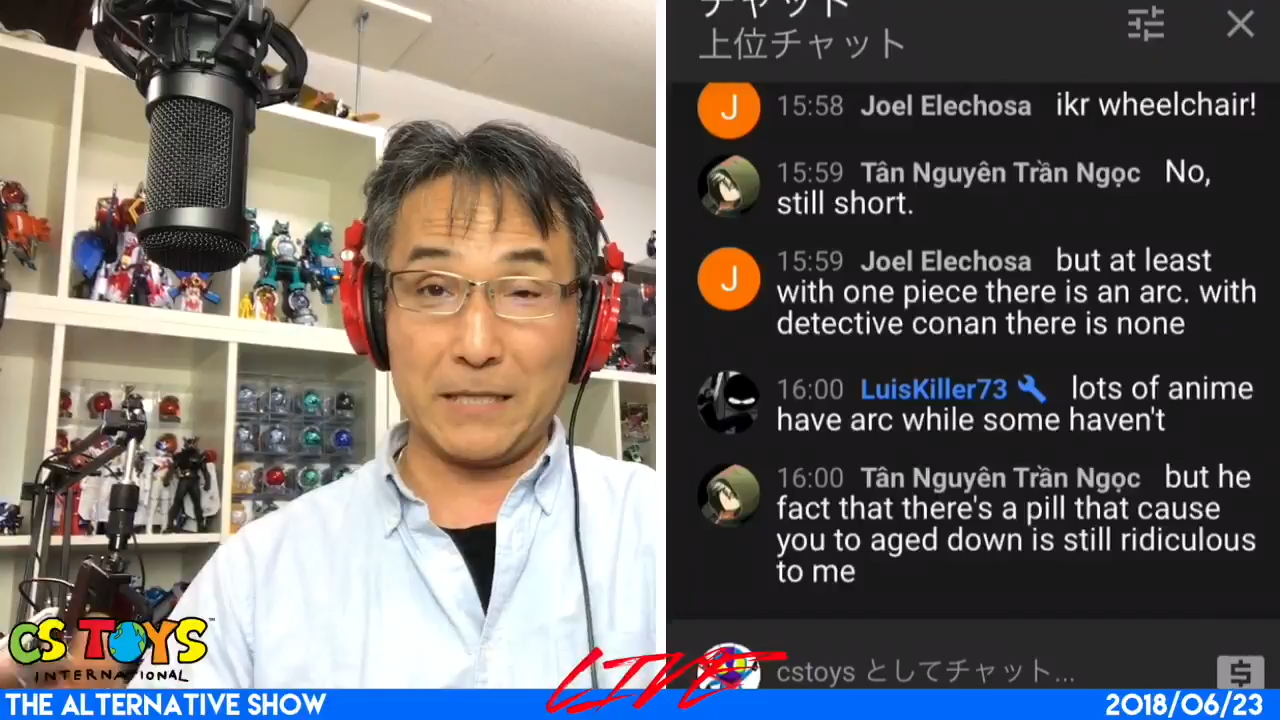 チャット
上位チャット
J 15:58 Joel Elechosa ikr wheelchair!
15:59 Tân Nguyên Trần Ngọc No,
still short.
J 15:59 Joel Elechosa but at least
with one piece there is an arc. with
detective conan there is none
16:00 LuisKiller73 lots of anime
have arc while some haven't
16:00 Tân Nguyên Trần Ngọc but he
fact that there's a pill that cause
you to aged down is still ridiculous
to me
cstoys としてチャット...
CS TOYS™
INTERNATIONAL
LIVE
THE ALTERNATIVE SHOW
2018/06/23